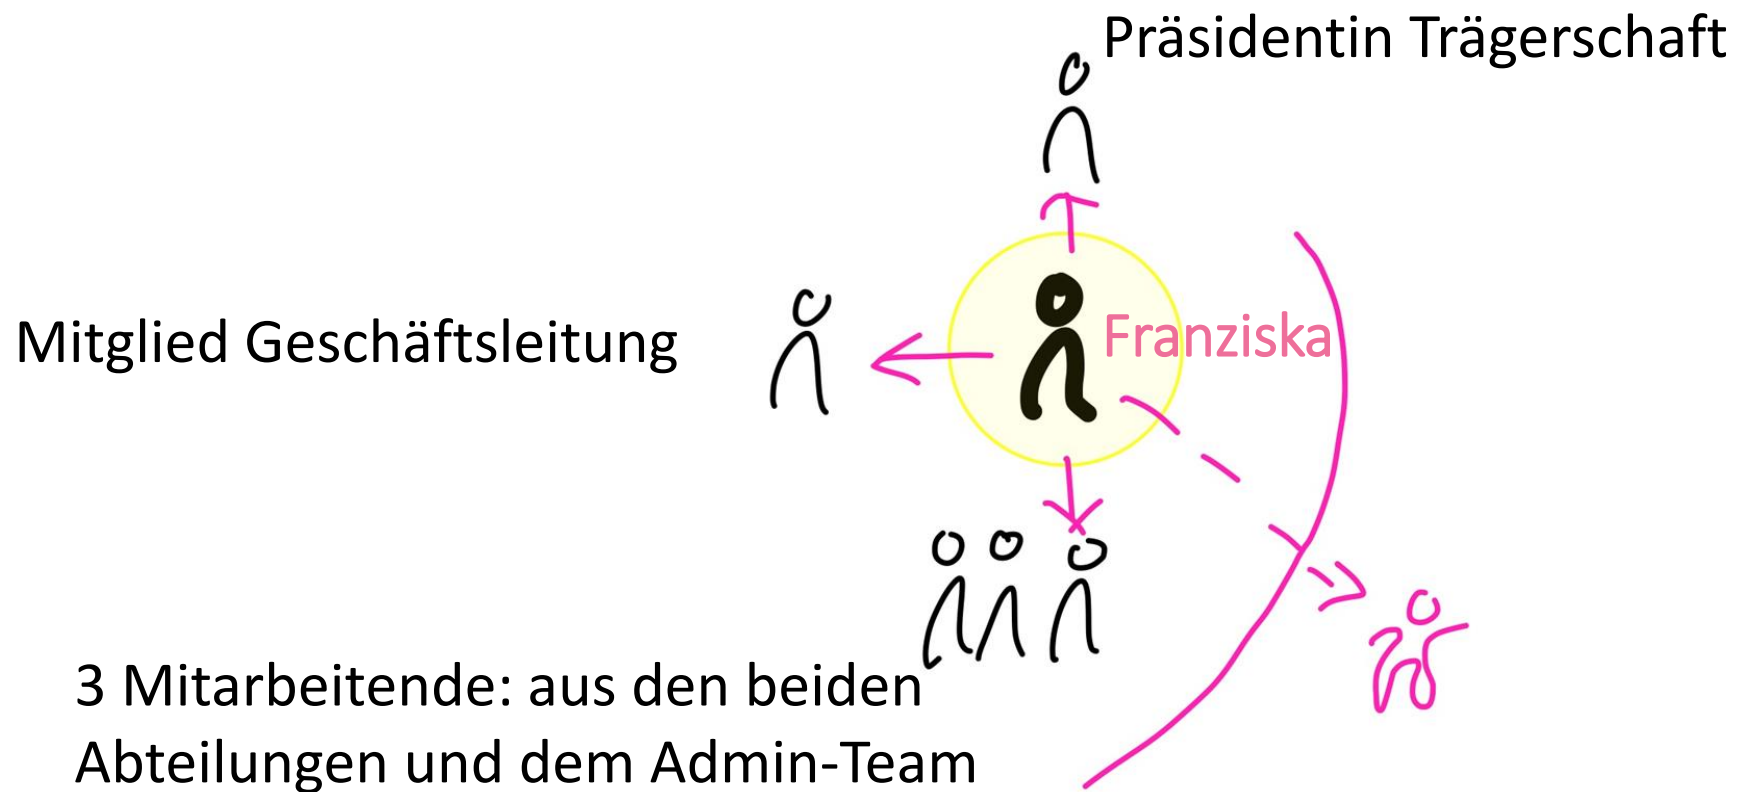 Präsidentin Trägerschaft
Mitglied Geschäftsleitung
Franziska
3 Mitarbeitende: aus den beiden
Abteilungen und dem Admin-Team